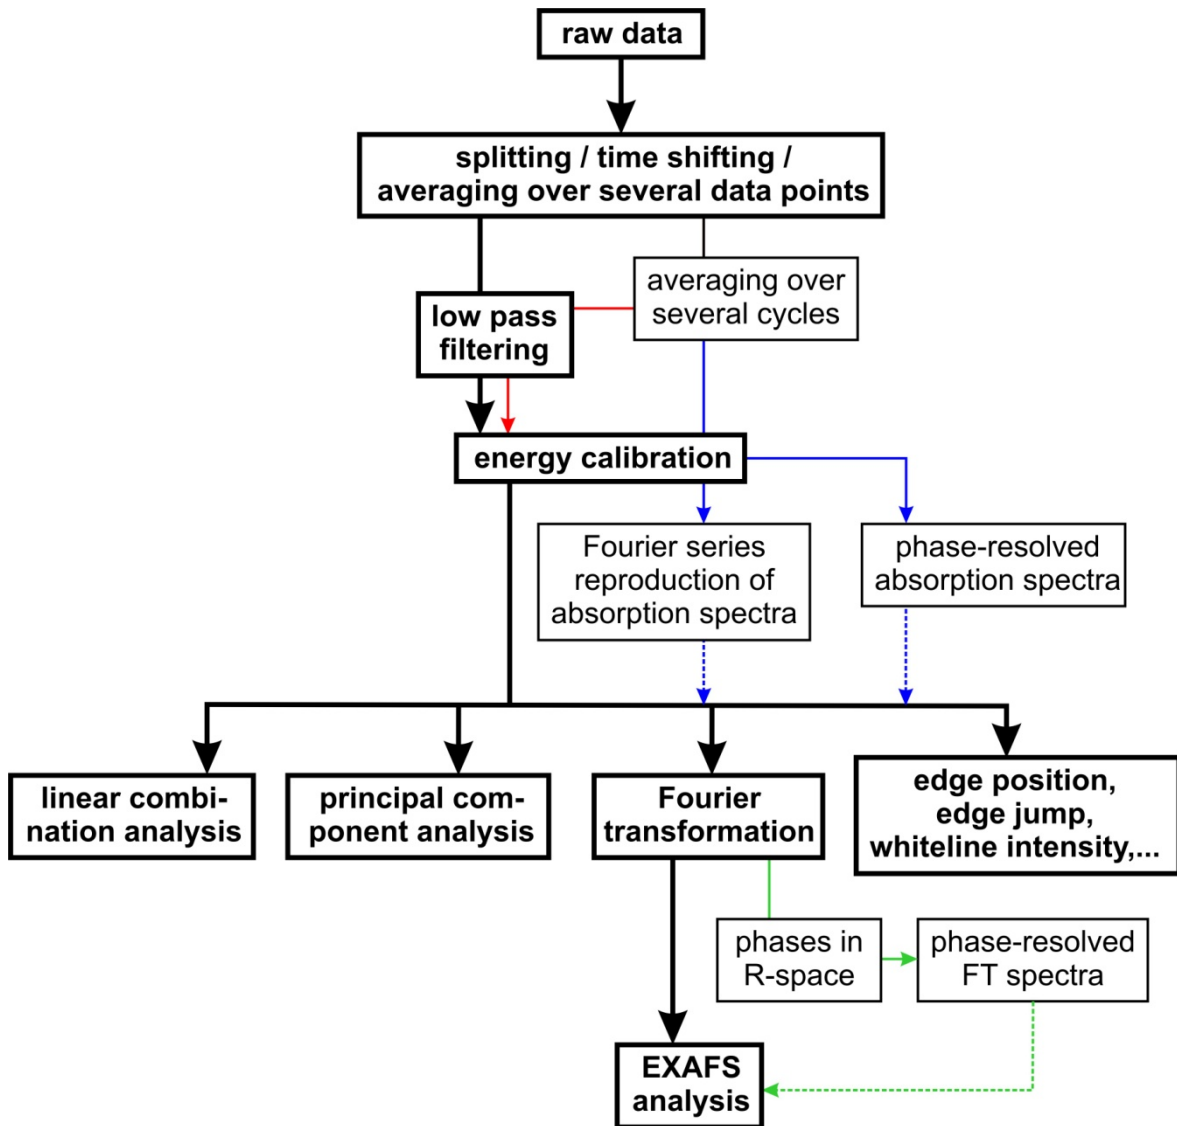 raw data
splitting / time shifting /
averaging over several data points
averaging over
several cycles
low pass
filtering
energy calibration
Fourier series
reproduction of
absorption spectra
phase-resolved
absorption spectra
linear combi-
nation analysis
principal com-
ponent analysis
Fourier
transformation
edge position,
edge jump,
whiteline intensity,...
phases in
R-space
phase-resolved
FT spectra
EXAFS
analysis